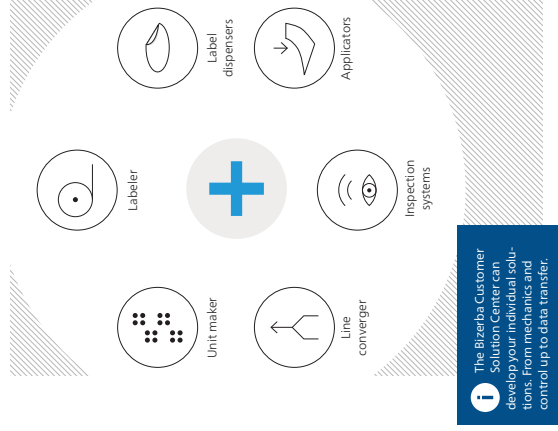 Label
dispensers
Applicators
Labeler
Inspection
systems
Unit maker
Line
converger
i
The Bizerba Customer
Solution Center can
develop your individual solu-
tions. From mechanics and
control up to data transfer.